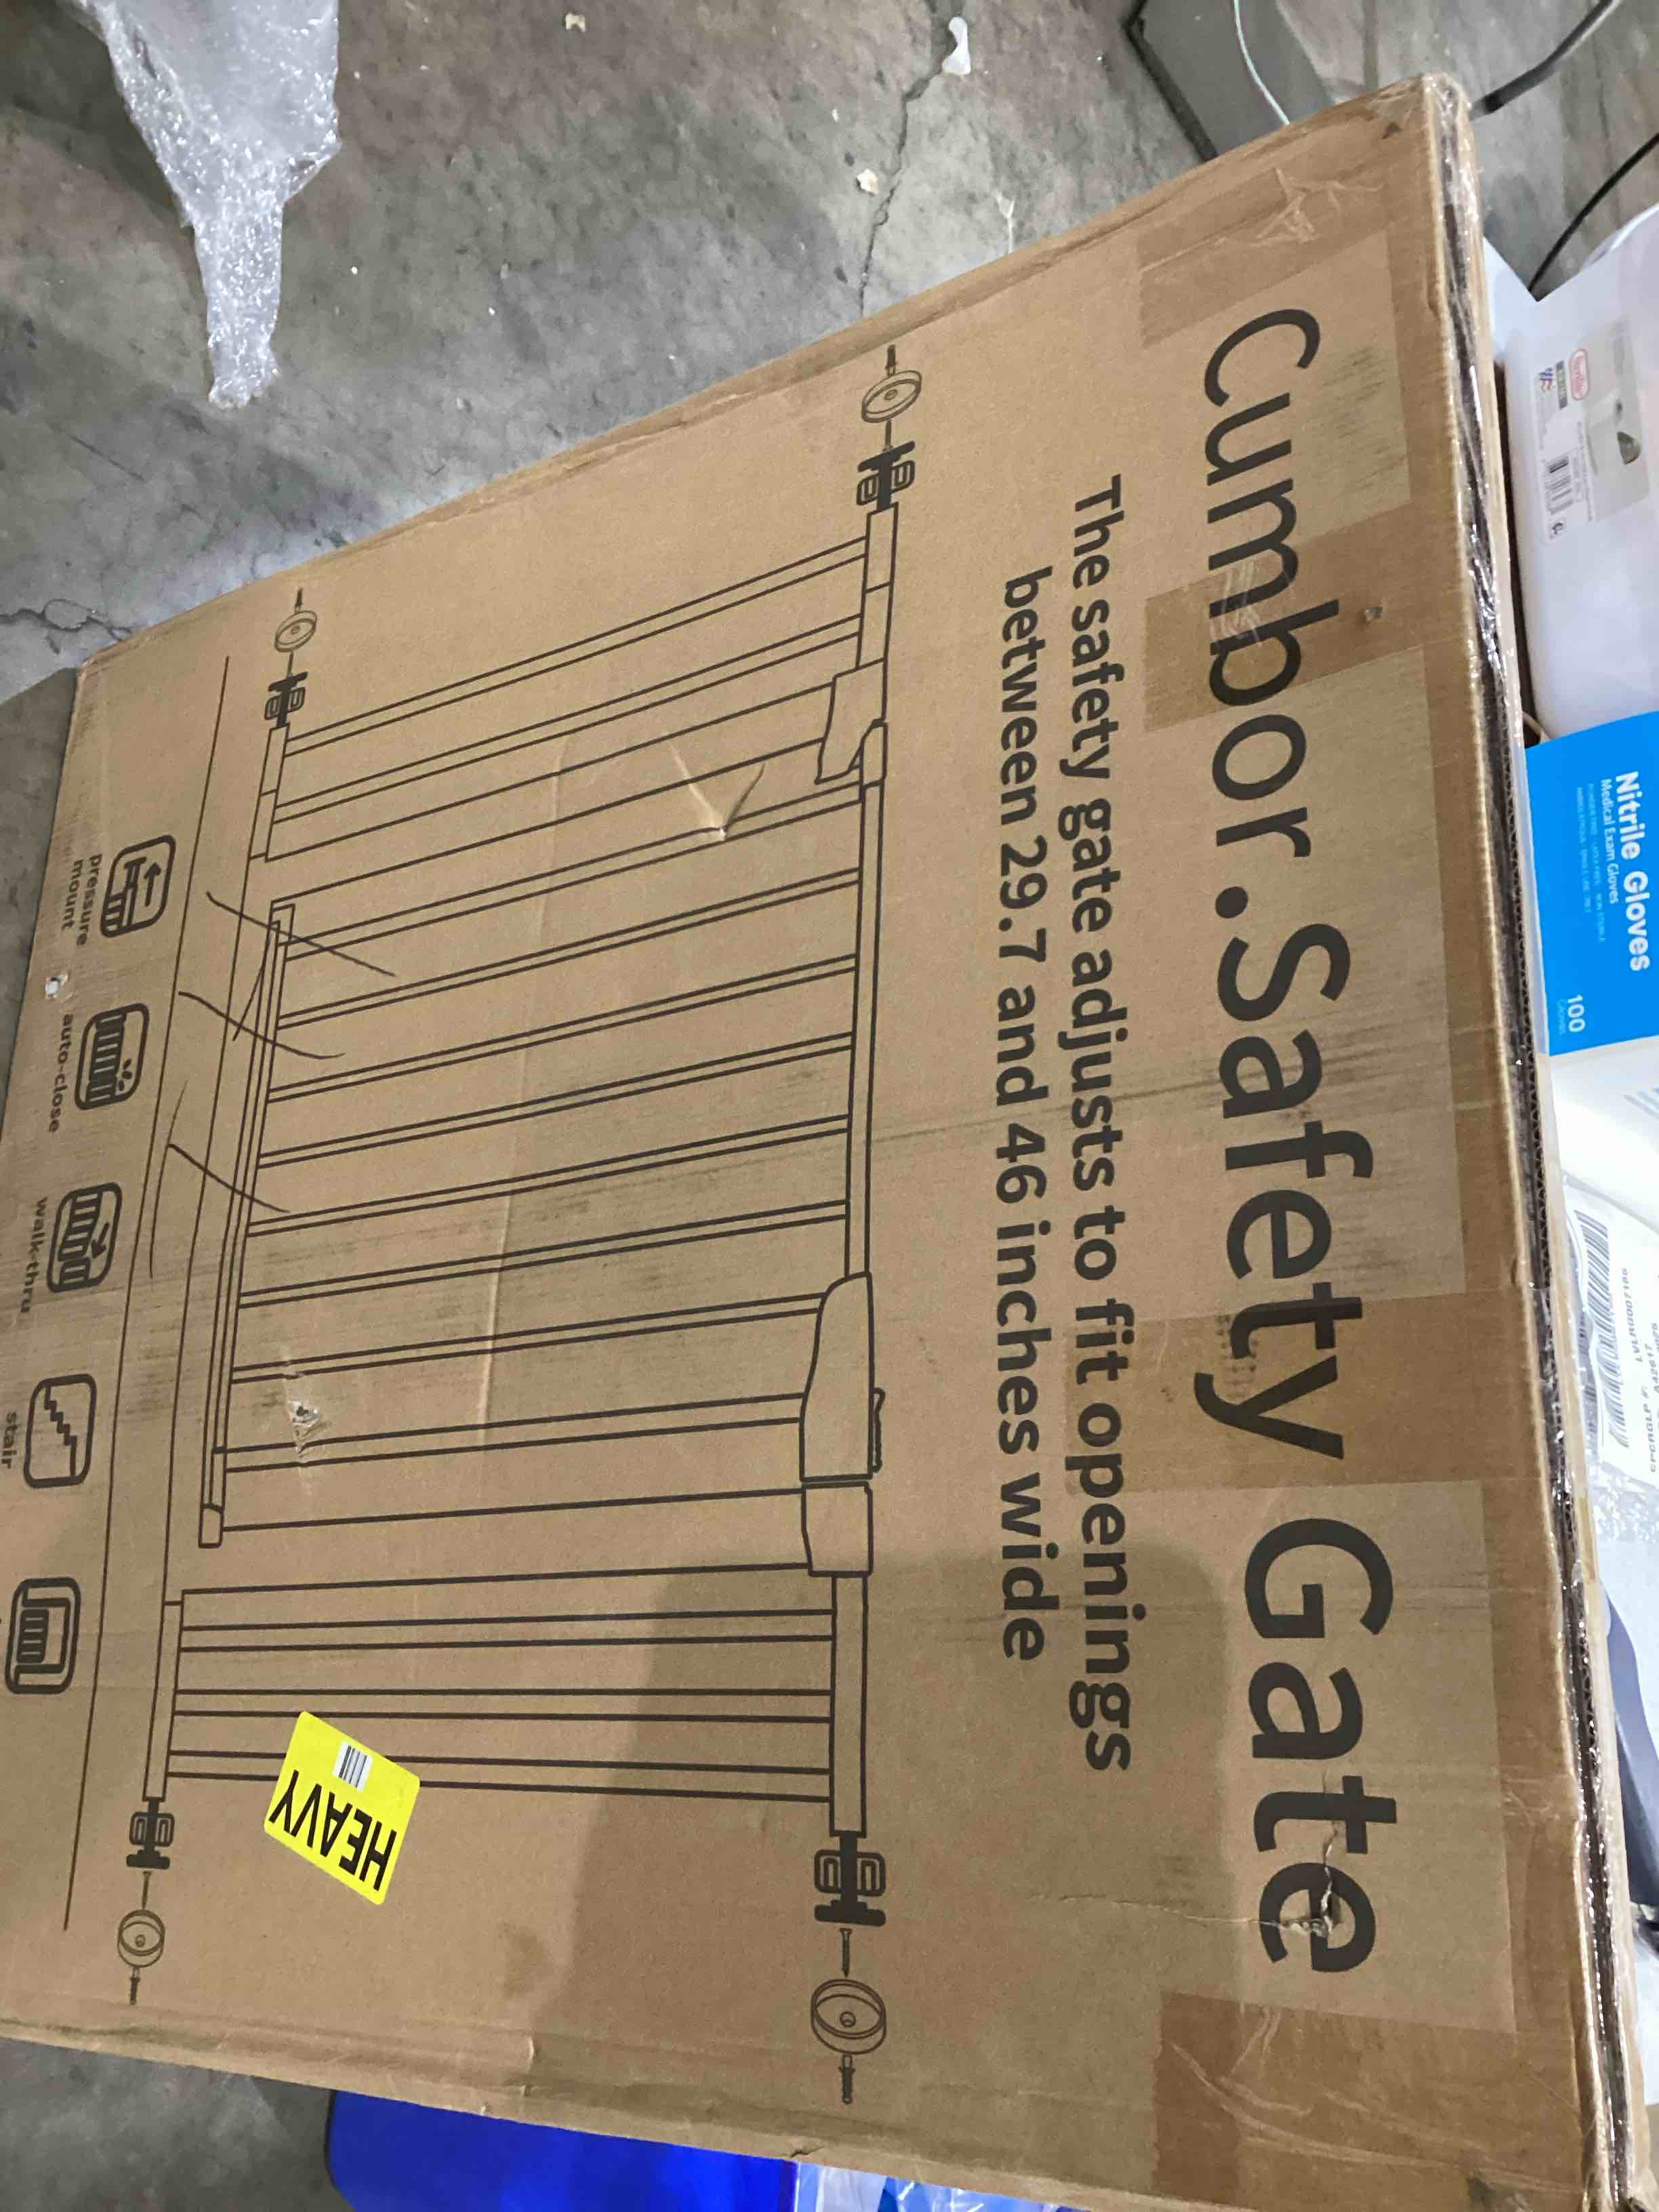 Cumbor.Safety Gate
The safety gate adjusts to fit openings
between 29.7 and 46 inches wide
pressure
mount
auto-close
walk-thru
stair
HEAVY
Nitrile Gloves
Medical Exam Gloves
100